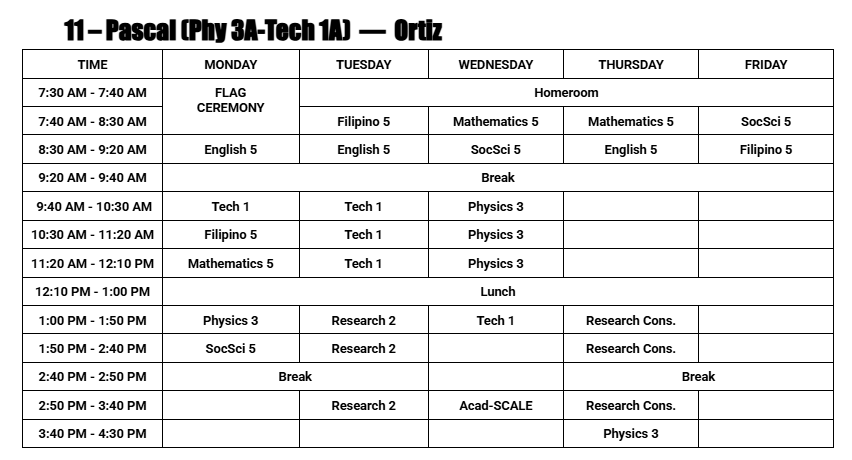 11 – Pascal (Phy 3A-Tech 1A) — Ortiz
TIME MONDAY TUESDAY WEDNESDAY THURSDAY FRIDAY
7:30 AM - 7:40 AM FLAG CEREMONY Homeroom
7:40 AM - 8:30 AM Filipino 5 Mathematics 5 Mathematics 5 SocSci 5
8:30 AM - 9:20 AM English 5 English 5 SocSci 5 English 5 Filipino 5
9:20 AM - 9:40 AM Break
9:40 AM - 10:30 AM Tech 1 Tech 1 Physics 3
10:30 AM - 11:20 AM Filipino 5 Tech 1 Physics 3
11:20 AM - 12:10 PM Mathematics 5 Tech 1 Physics 3
12:10 PM - 1:00 PM Lunch
1:00 PM - 1:50 PM Physics 3 Research 2 Tech 1 Research Cons.
1:50 PM - 2:40 PM SocSci 5 Research 2 Research Cons.
2:40 PM - 2:50 PM Break Break
2:50 PM - 3:40 PM Research 2 Acad-SCALE Research Cons.
3:40 PM - 4:30 PM Physics 3